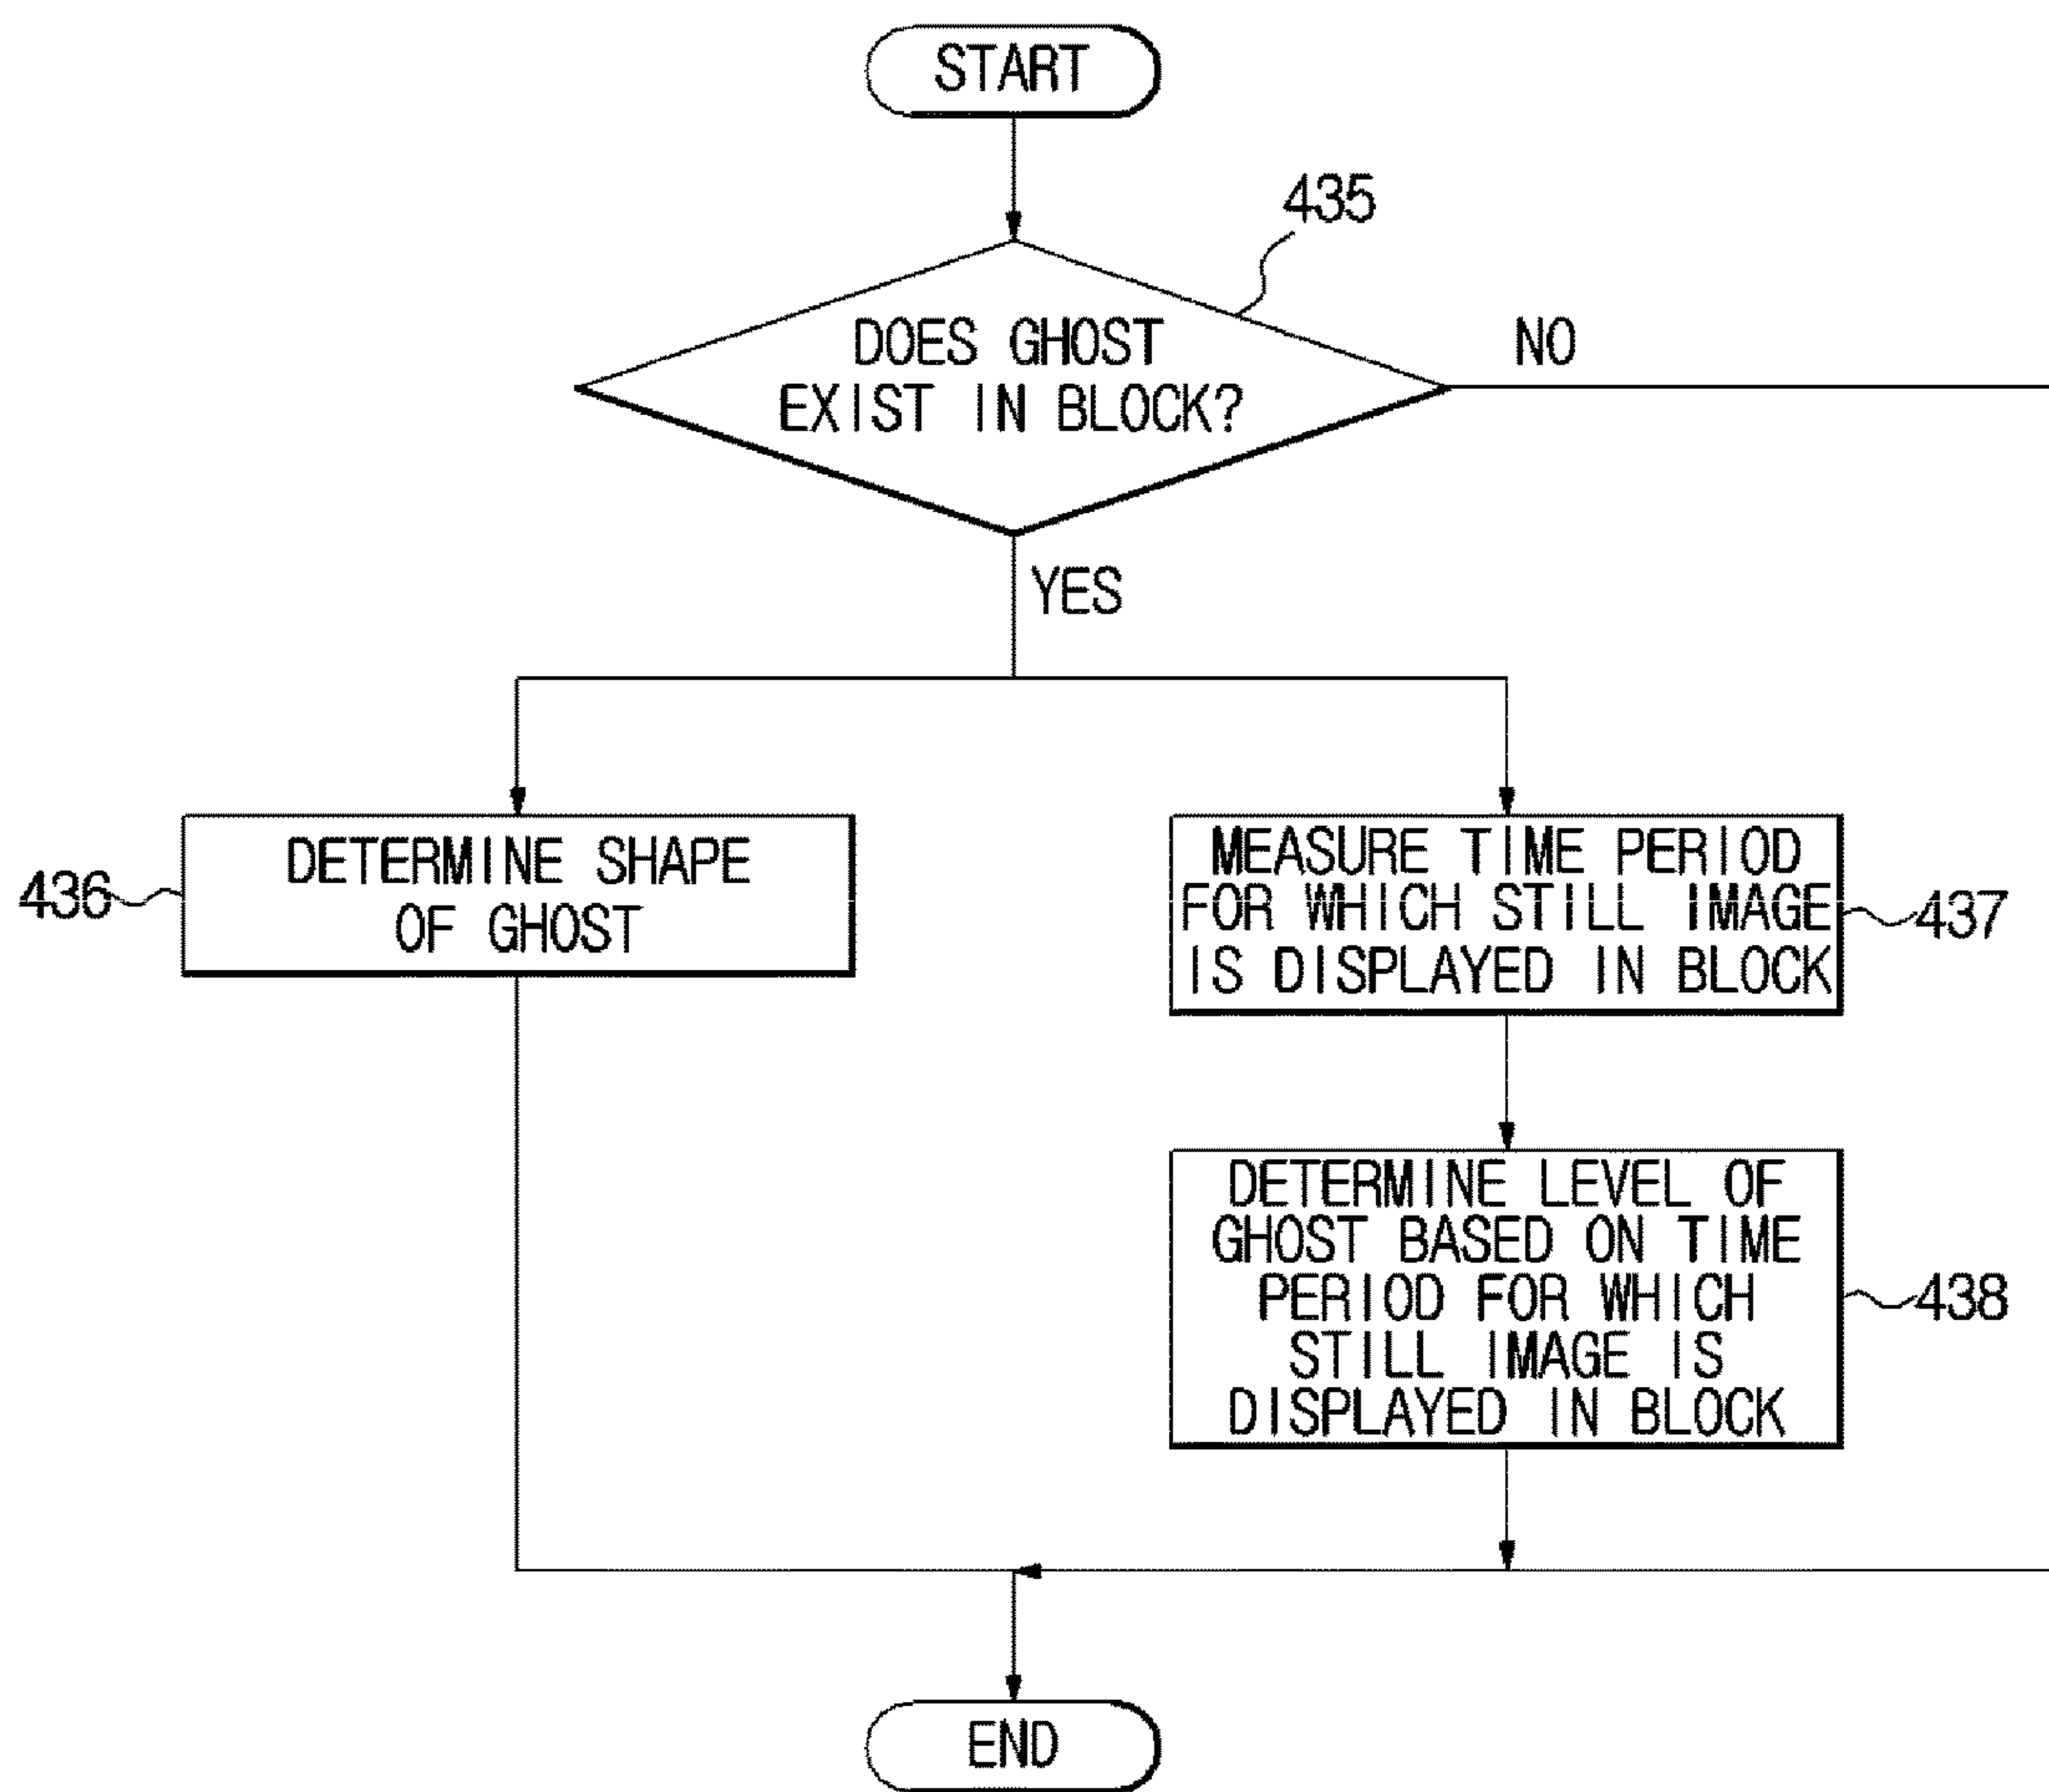 START
435
DOES GHOST
EXIST IN BLOCK?
NO
YES
436
DETERMINE SHAPE
OF GHOST
MEASURE TIME PERIOD
FOR WHICH STILL IMAGE
IS DISPLAYED IN BLOCK
437
DETERMINE LEVEL OF
GHOST BASED ON TIME
PERIOD FOR WHICH
STILL IMAGE IS
DISPLAYED IN BLOCK
438
END